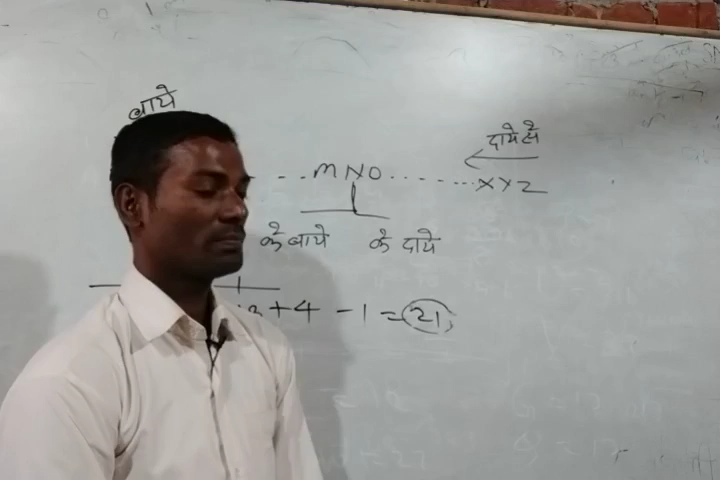 बाये
दाये से
...MNO.......XYZ
के बाये के दाये
+4 -1 = 21